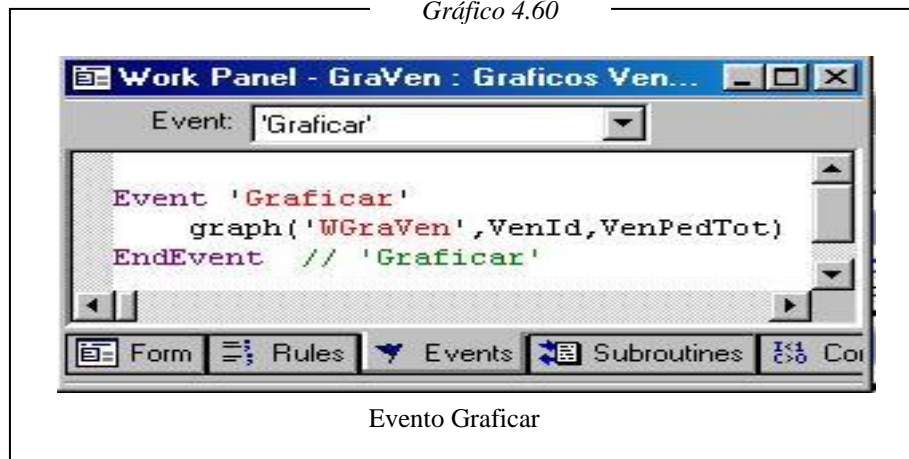 Gráfico 4.60
Work Panel - GraVen : Graficos Ven...
Event: 'Graficar'
Event 'Graficar'
graph('WGraVen',VenId,VenPedTot)
EndEvent // 'Graficar'
Form Rules Events Subroutines Co
Evento Graficar